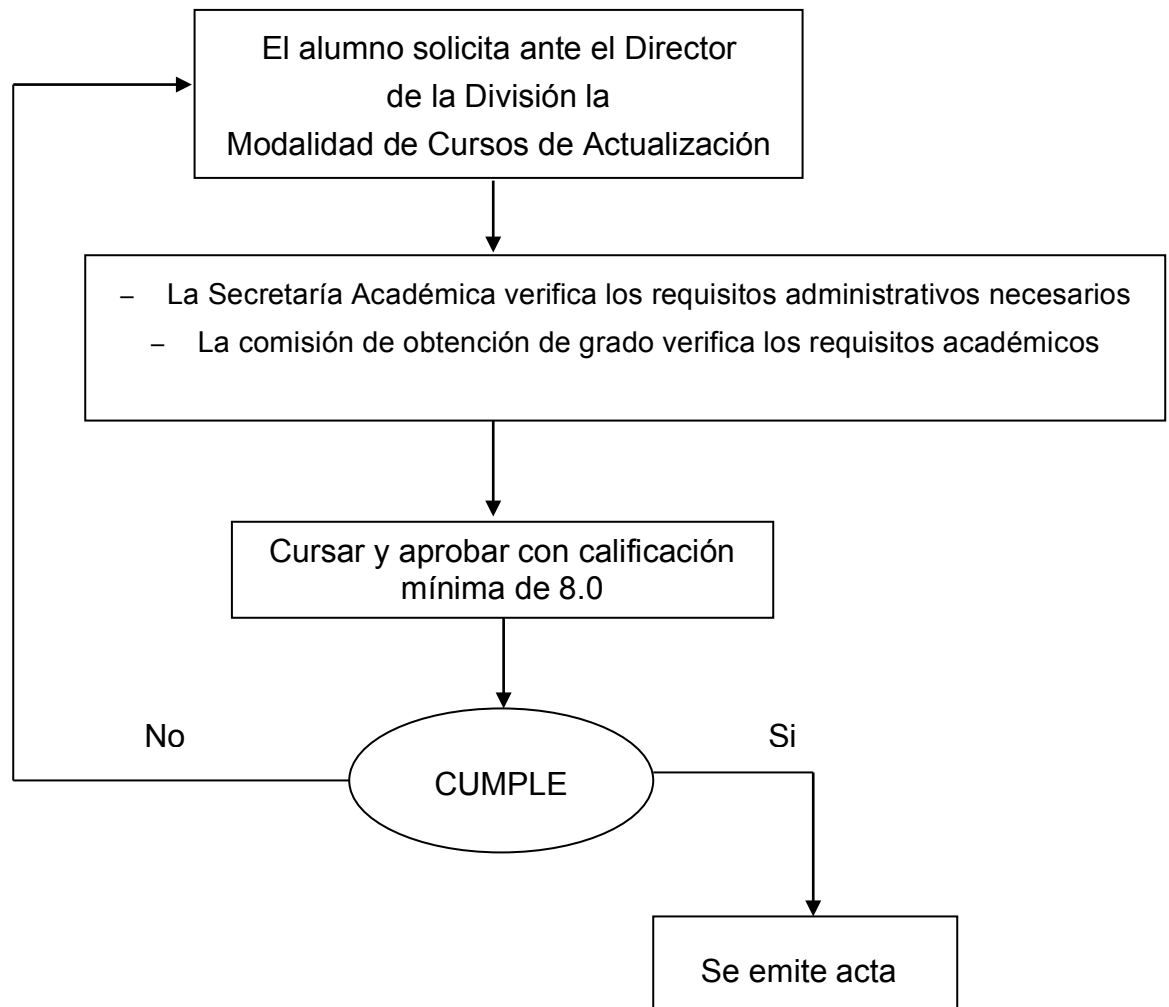 El alumno solicita ante el Director
de la División la
Modalidad de Cursos de Actualización
– La Secretaría Académica verifica los requisitos administrativos necesarios
– La comisión de obtención de grado verifica los requisitos académicos
Cursar y aprobar con calificación
mínima de 8.0
No
Si
CUMPLE
Se emite acta